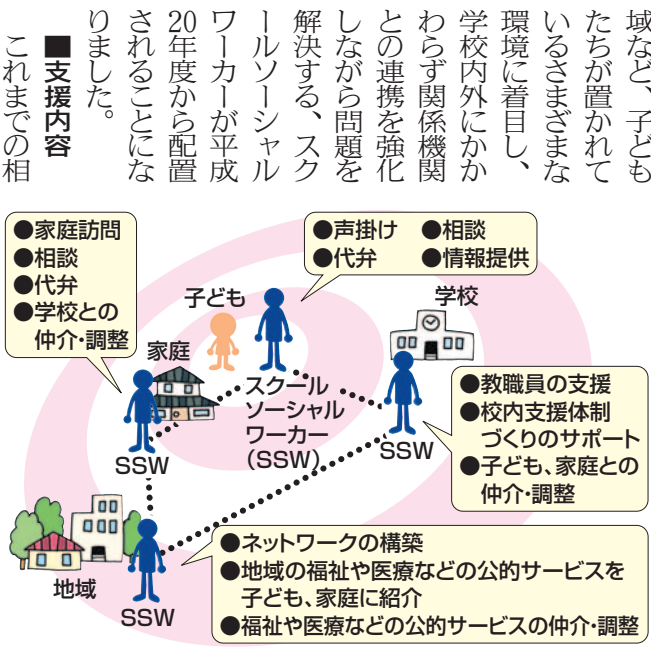 域など、子ども
たちが置かれて
いるさまざまな
環境に着目し、
学校内外にかか
わらず関係機関
との連携を強化
しながら問題を
解決する、スク
ールソーシャル
ワーカーが平成
20年度から配置
されることにな
りました。
■支援内容
これまでの相
●家庭訪問
●相談
●代弁
●学校との
仲介・調整
●声掛け ●相談
●代弁 ●情報提供
子ども
学校
家庭
スクール
ソーシャル
ワーカー
（SSW）
●教職員の支援
●校内支援体制
づくりのサポート
●子ども、家庭との
仲介・調整
SSW
SSW
地域
SSW
●ネットワークの構築
●地域の福祉や医療などの公的サービスを
子ども、家庭に紹介
●福祉や医療などの公的サービスの仲介・調整